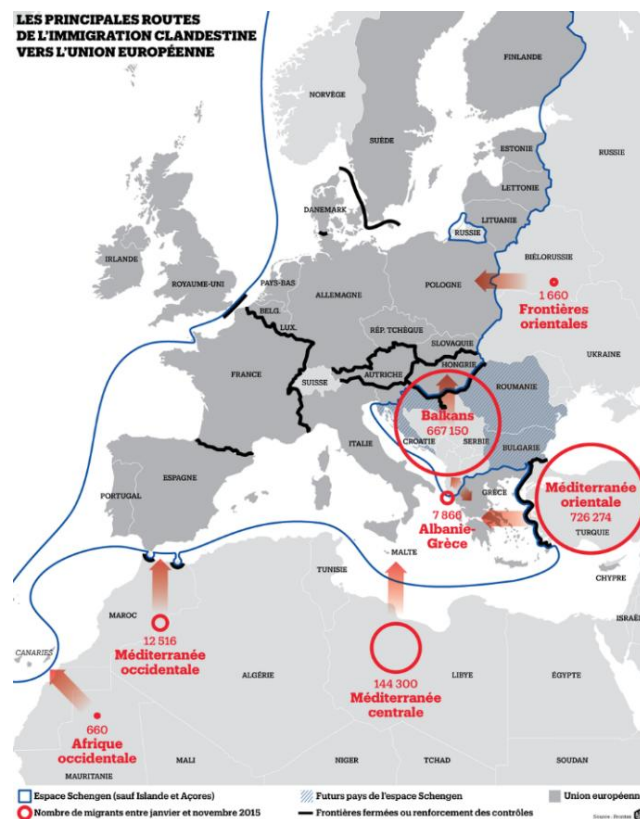 LES PRINCIPALES ROUTES
DE L'IMMIGRATION CLANDESTINE
VERS L'UNION EUROPÉENNE
FINLANDE
NORVÈGE
SUÈDE
RUSSIE
ESTONIE
LETTONIE
DANEMARK
LITUANIE
RUSSIE
IRLANDE
BIÉLORUSSIE
ROYAUME-UNI
PAYS-BAS
POLOGNE
ALLEMAGNE
1 660
Frontières
orientales
BELG.
LUX.
RÉP. TCHÈQUE
SLOVAQUIE
UKRAINE
FRANCE
HONGRIE
AUTRICHE
SUISSE
ROUMANIE
Balkans
667 150
ITALIE
CROATIE
SERBIE
BULGARIE
ESPAGNE
PORTUGAL
GRÈCE
Méditerranée
orientale
726 274
TURQUIE
7 866
Albanie-
Grèce
MALTE
TUNISIE
CHYPRE
MAROC
ISRAËL
12 516
Méditerranée
occidentale
CANARIES
ALGÉRIE
144 300
Méditerranée
centrale
LIBYE
ÉGYPTE
660
Afrique
occidentale
MAURITANIE
MALI
NIGER
TCHAD
SOUDAN
Espace Schengen (sauf Islande et Açores)
Futurs pays de l'espace Schengen
Union européenne
Nombre de migrants entre janvier et novembre 2015
Frontières fermées ou renforcement des contrôles
Source : Frontex